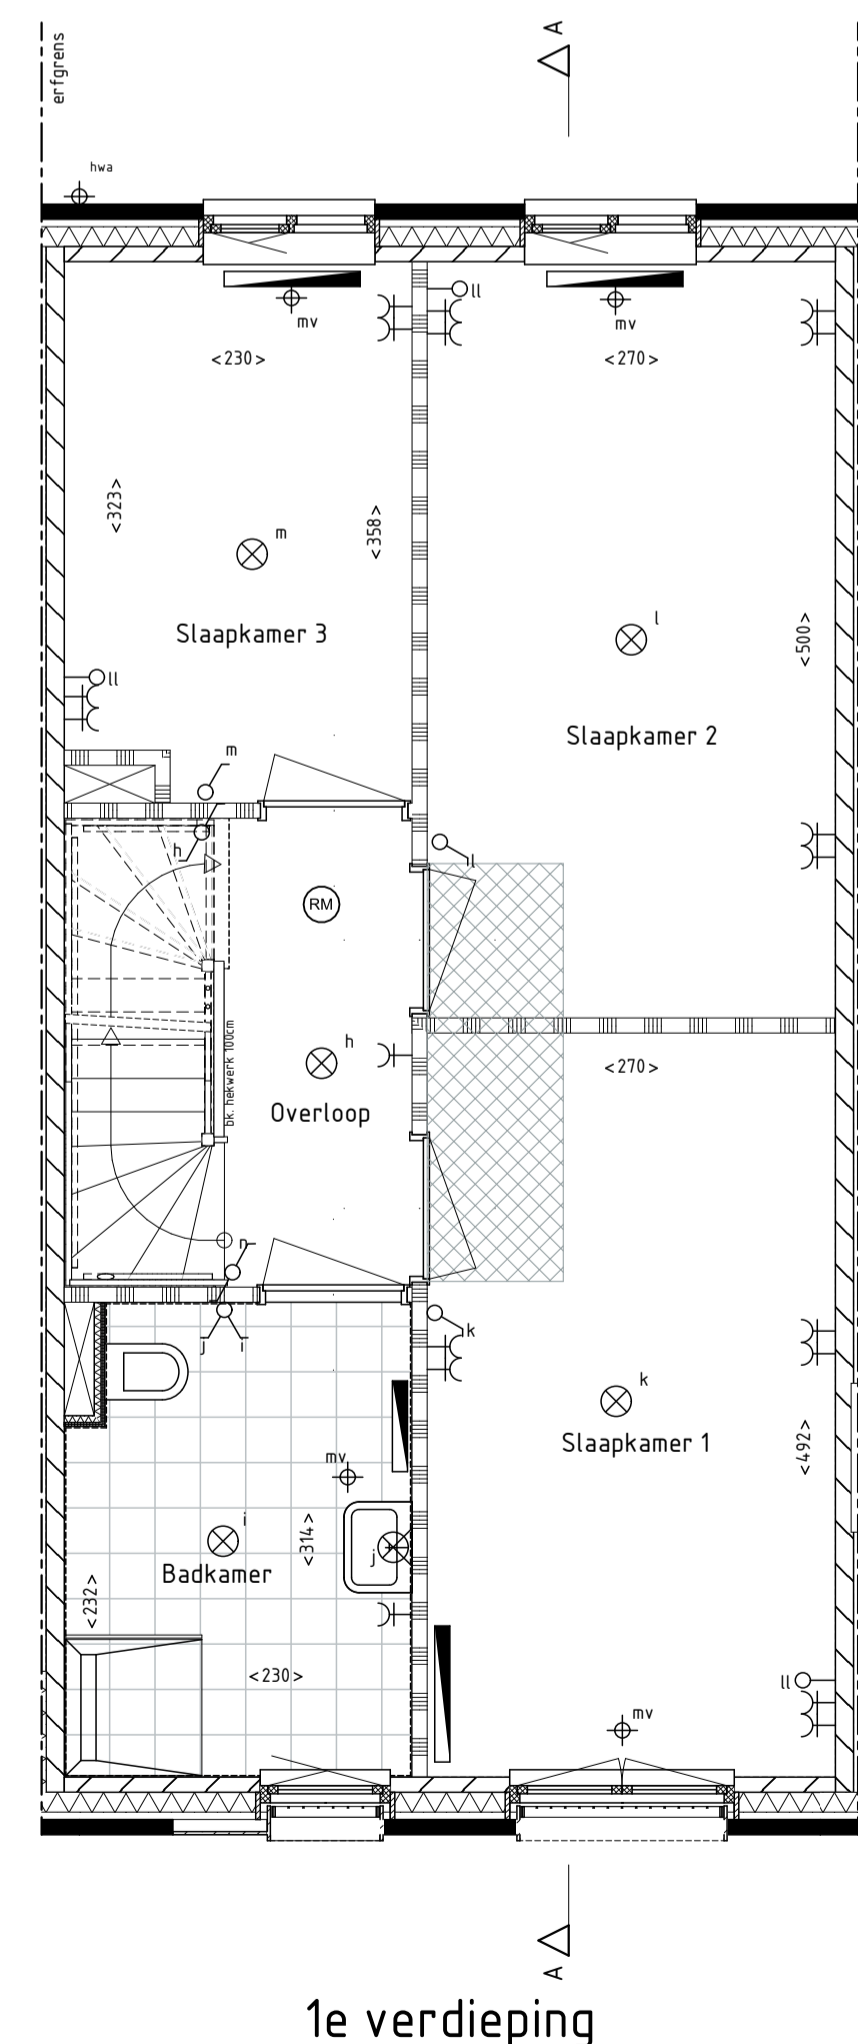 A
erfgrens
hwa
ll
mv
mv
<230>
<270>
<323>
<358>
m
l
<500>
Slaapkamer 3
ll
Slaapkamer 2
m
h
l
RM
h
bk. hekwerk 100cm
<270>
Overloop
n
j
i
k
k
Slaapkamer 1
<492>
mv
i
<314>
j
Badkamer
<232>
<230>
ll
mv
A
1e verdieping